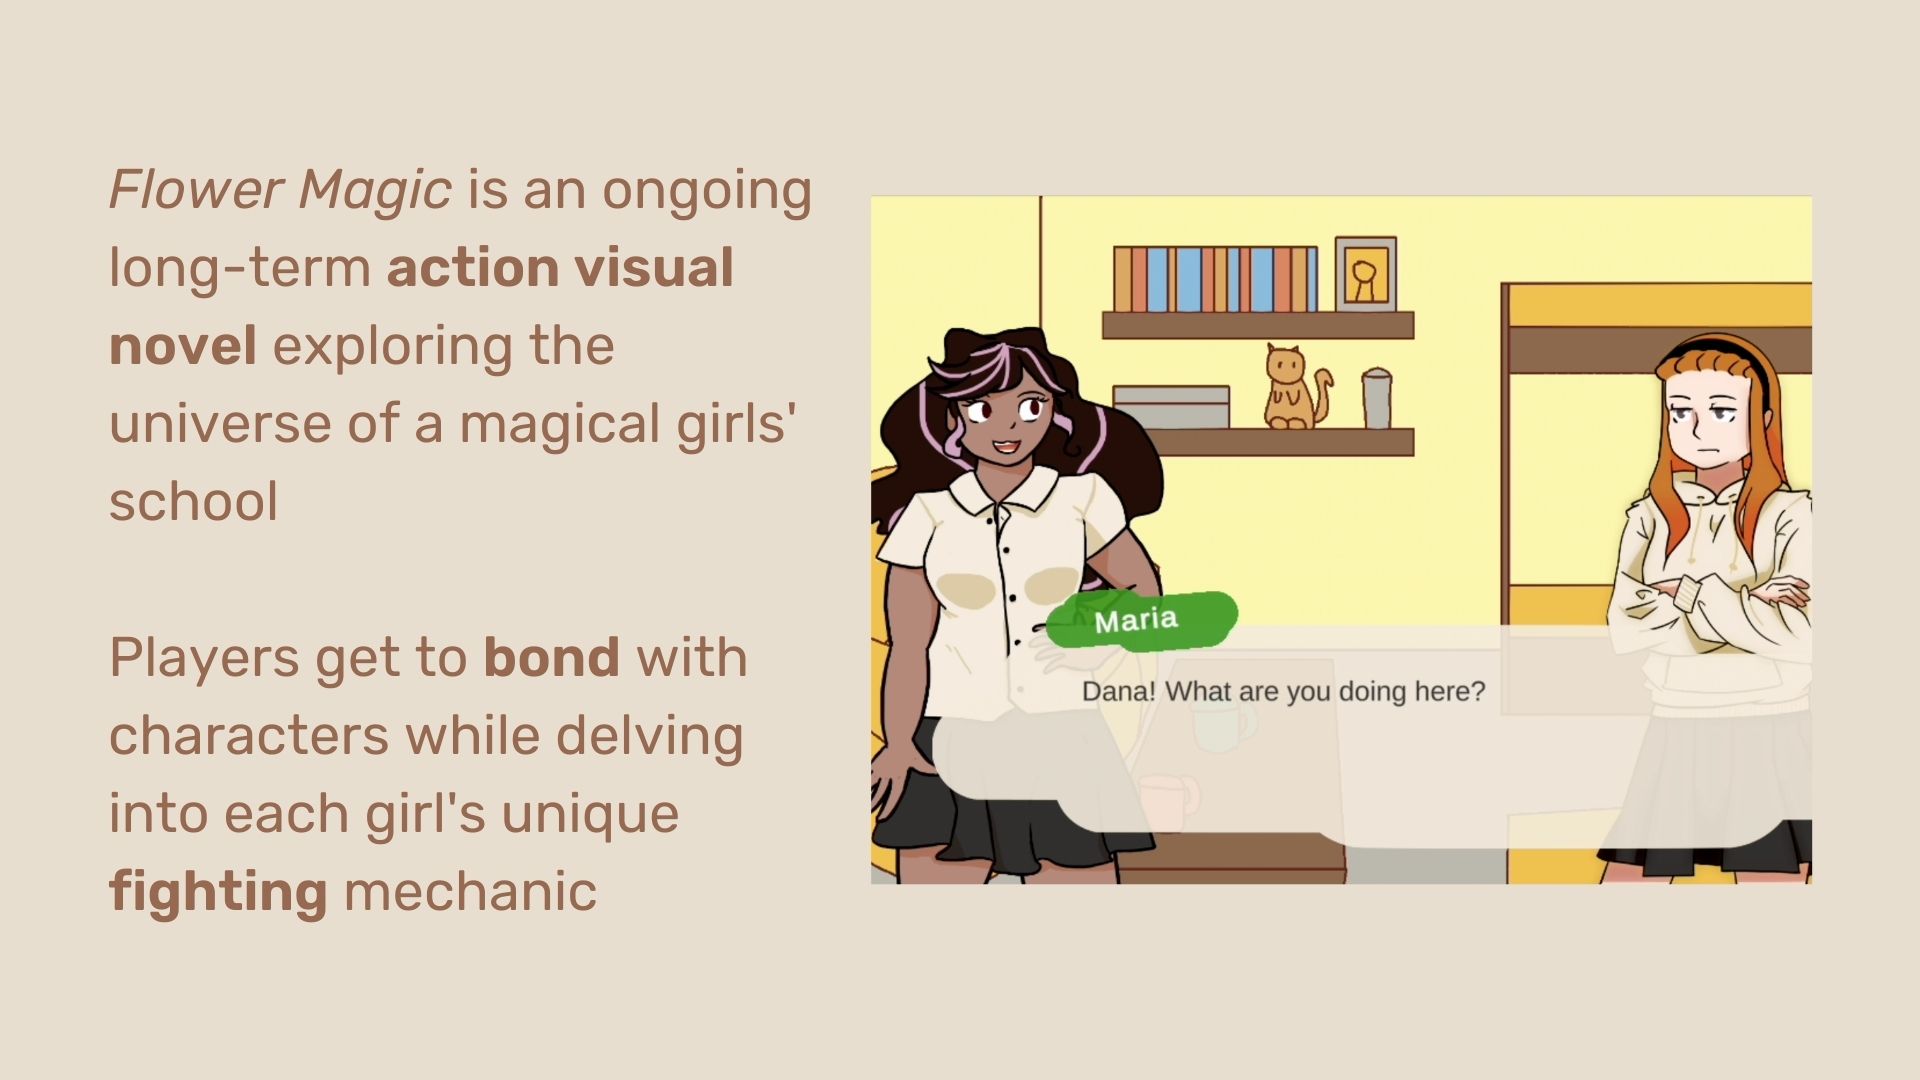 Flower Magic is an ongoing
long-term action visual
novel exploring the
universe of a magical girls'
school
Players get to bond with
characters while delving
into each girl's unique
fighting mechanic
Maria
Dana! What are you doing here?